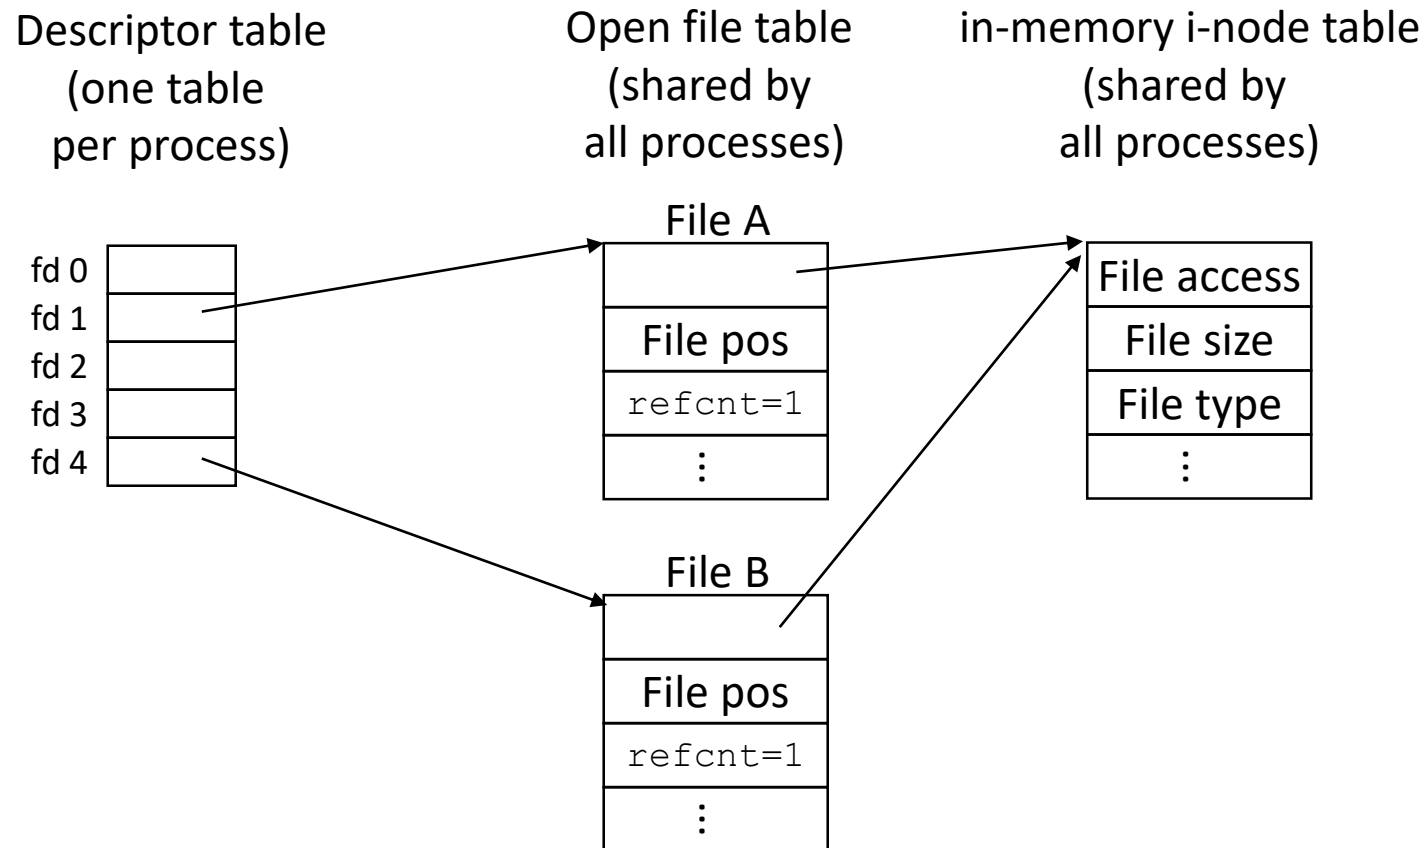 Descriptor table
(one table
per process)
Open file table
(shared by
all processes)
in-memory i-node table
(shared by
all processes)
fd 0
fd 1
fd 2
fd 3
fd 4
File A
File pos
refcnt=1
⋮
File B
File pos
refcnt=1
⋮
File access
File size
File type
⋮